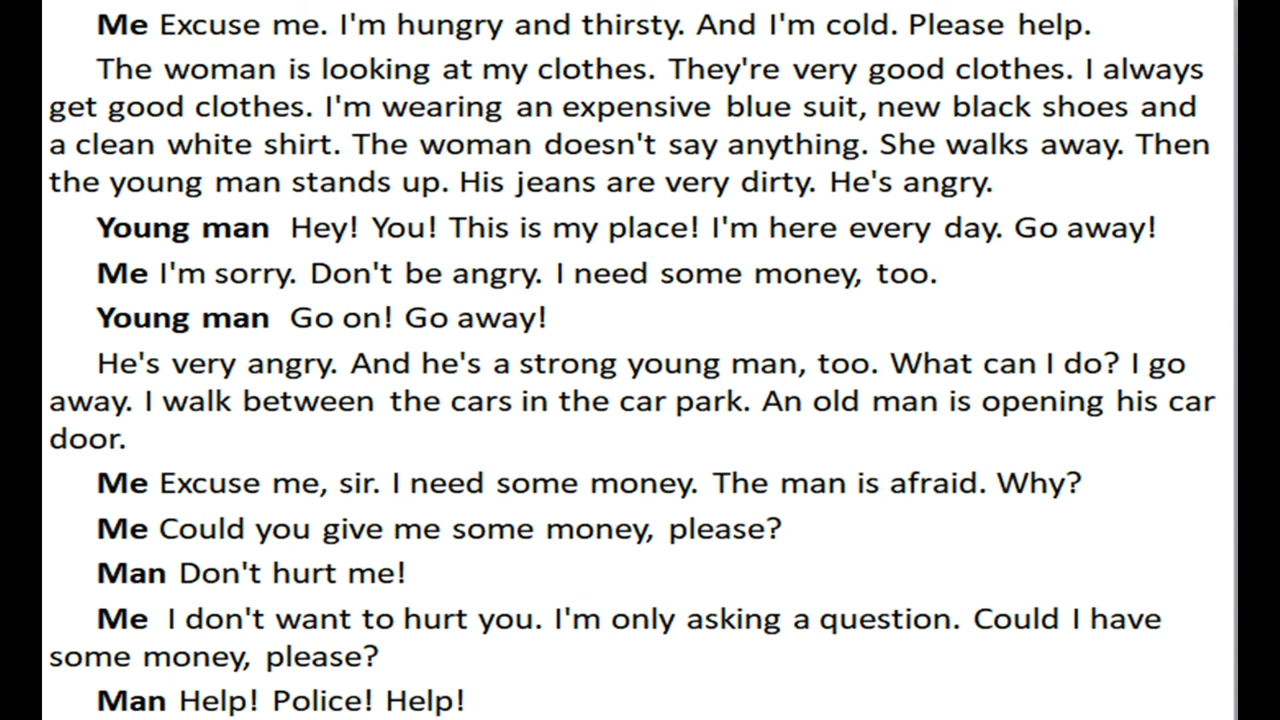 Me Excuse me. I'm hungry and thirsty. And I'm cold. Please help.
The woman is looking at my clothes. They're very good clothes. I always
get good clothes. I'm wearing an expensive blue suit, new black shoes and
a clean white shirt. The woman doesn't say anything. She walks away. Then
the young man stands up. His jeans are very dirty. He's angry.
Young man Hey! You! This is my place! I'm here every day. Go away!
Me I'm sorry. Don't be angry. I need some money, too.
Young man Go on! Go away!
He's very angry. And he's a strong young man, too. What can I do? I go
away. I walk between the cars in the car park. An old man is opening his car
door.
Me Excuse me, sir. I need some money. The man is afraid. Why?
Me Could you give me some money, please?
Man Don't hurt me!
Me I don't want to hurt you. I'm only asking a question. Could I have
some money, please?
Man Help! Police! Help!